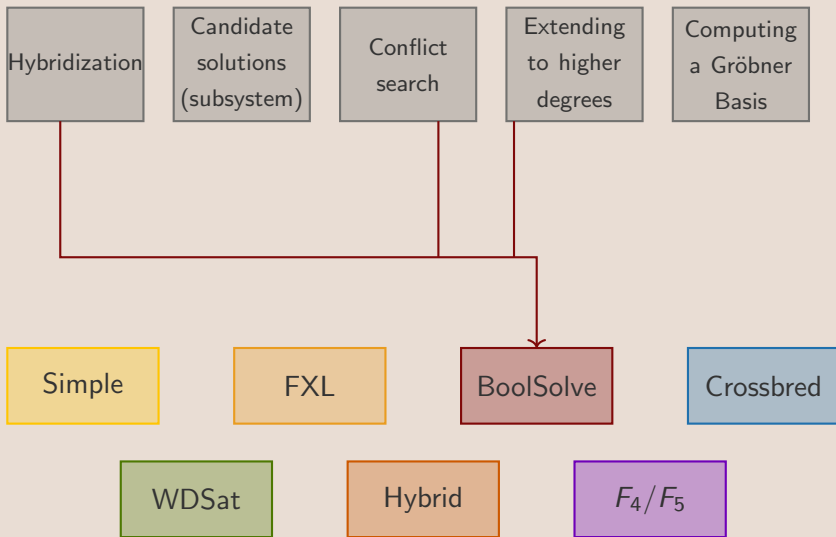 Hybridization
Candidate
solutions
(subsystem)
Conflict
search
Extending
to higher
degrees
Computing
a Gröbner
Basis
Simple
FXL
BoolSolve
Crossbred
WDSat
Hybrid
F₄/F₅